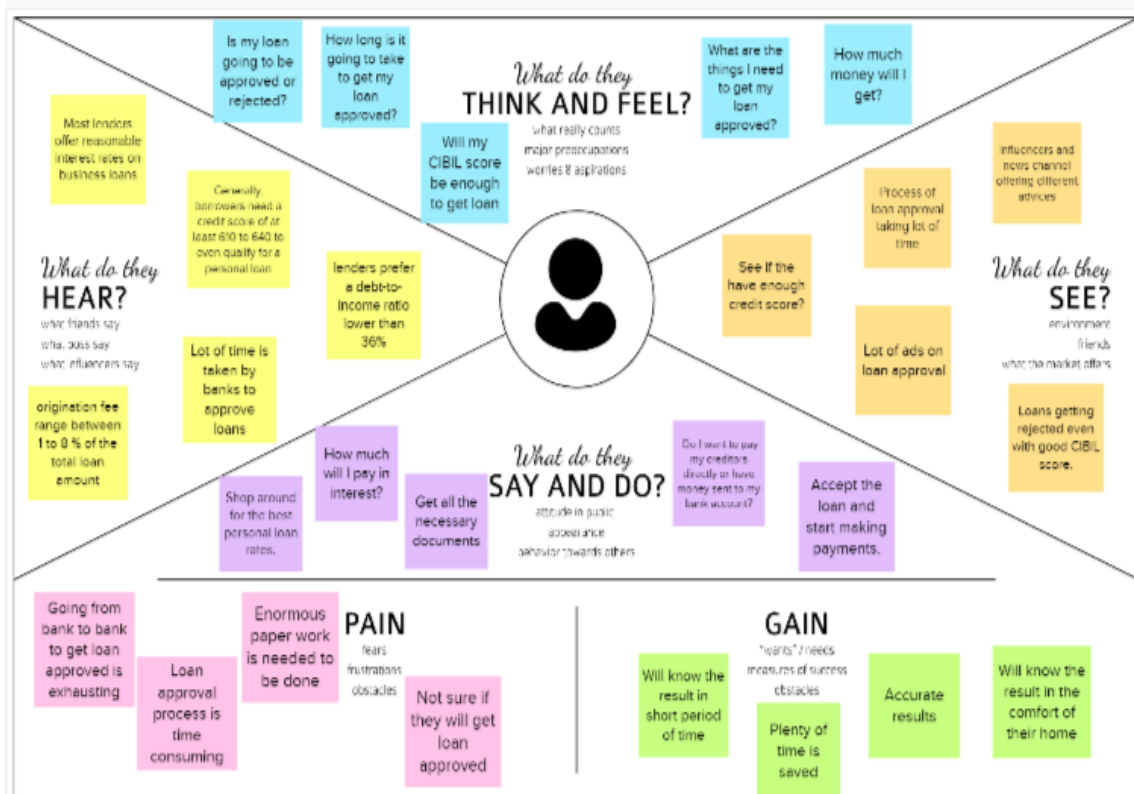 Is my loan
going to be
approved or
rejected?
How long is it
going to take
to get my
loan
approved?
Will my
CIBIL score
be enough
to get loan
What do they
THINK AND FEEL?
what really counts
major preoccupations
worries & aspirations
What are the
things I need
to get my
loan
approved?
How much
money will I
get?
Most lenders
offer reasonable
interest rates on
business loans
Generally,
borrowers need a
credit score of at
least 610 to 640 to
even qualify for a
personal loan
What do they
HEAR?
what friends say
what boss say
what influencers say
lenders prefer
a debt-to-
income ratio
lower than
36%
Lot of time is
taken by
banks to
approve
loans
origination fee
range between
1 to 8 % of the
total loan
amount
Influencers and
news channel
offering different
advices
Process of
loan approval
taking lot of
time
See if the
have enough
credit score?
What do they
SEE?
environment
friends
what the market offers
Lot of ads on
loan approval
Loans getting
rejected even
with good CIBIL
score.
Shop around
for the best
personal loan
rates.
How much
will I pay in
interest?
Get all the
necessary
documents
What do they
SAY AND DO?
attitude in public
appearance
behavior towards others
Do I want to pay
my creditors
directly or have
money sent to my
bank account?
Accept the
loan and
start making
payments.
Going from
bank to bank
to get loan
approved is
exhausting
Loan
approval
process is
time
consuming
Enormous
paper work
is needed to
be done
PAIN
fears
frustrations
obstacles
Not sure if
they will get
loan
approved
GAIN
"wants" / needs
measures of success
obstacles
Will know the
result in
short period
of time
Plenty of
time is
saved
Accurate
results
Will know the
result in the
comfort of
their home